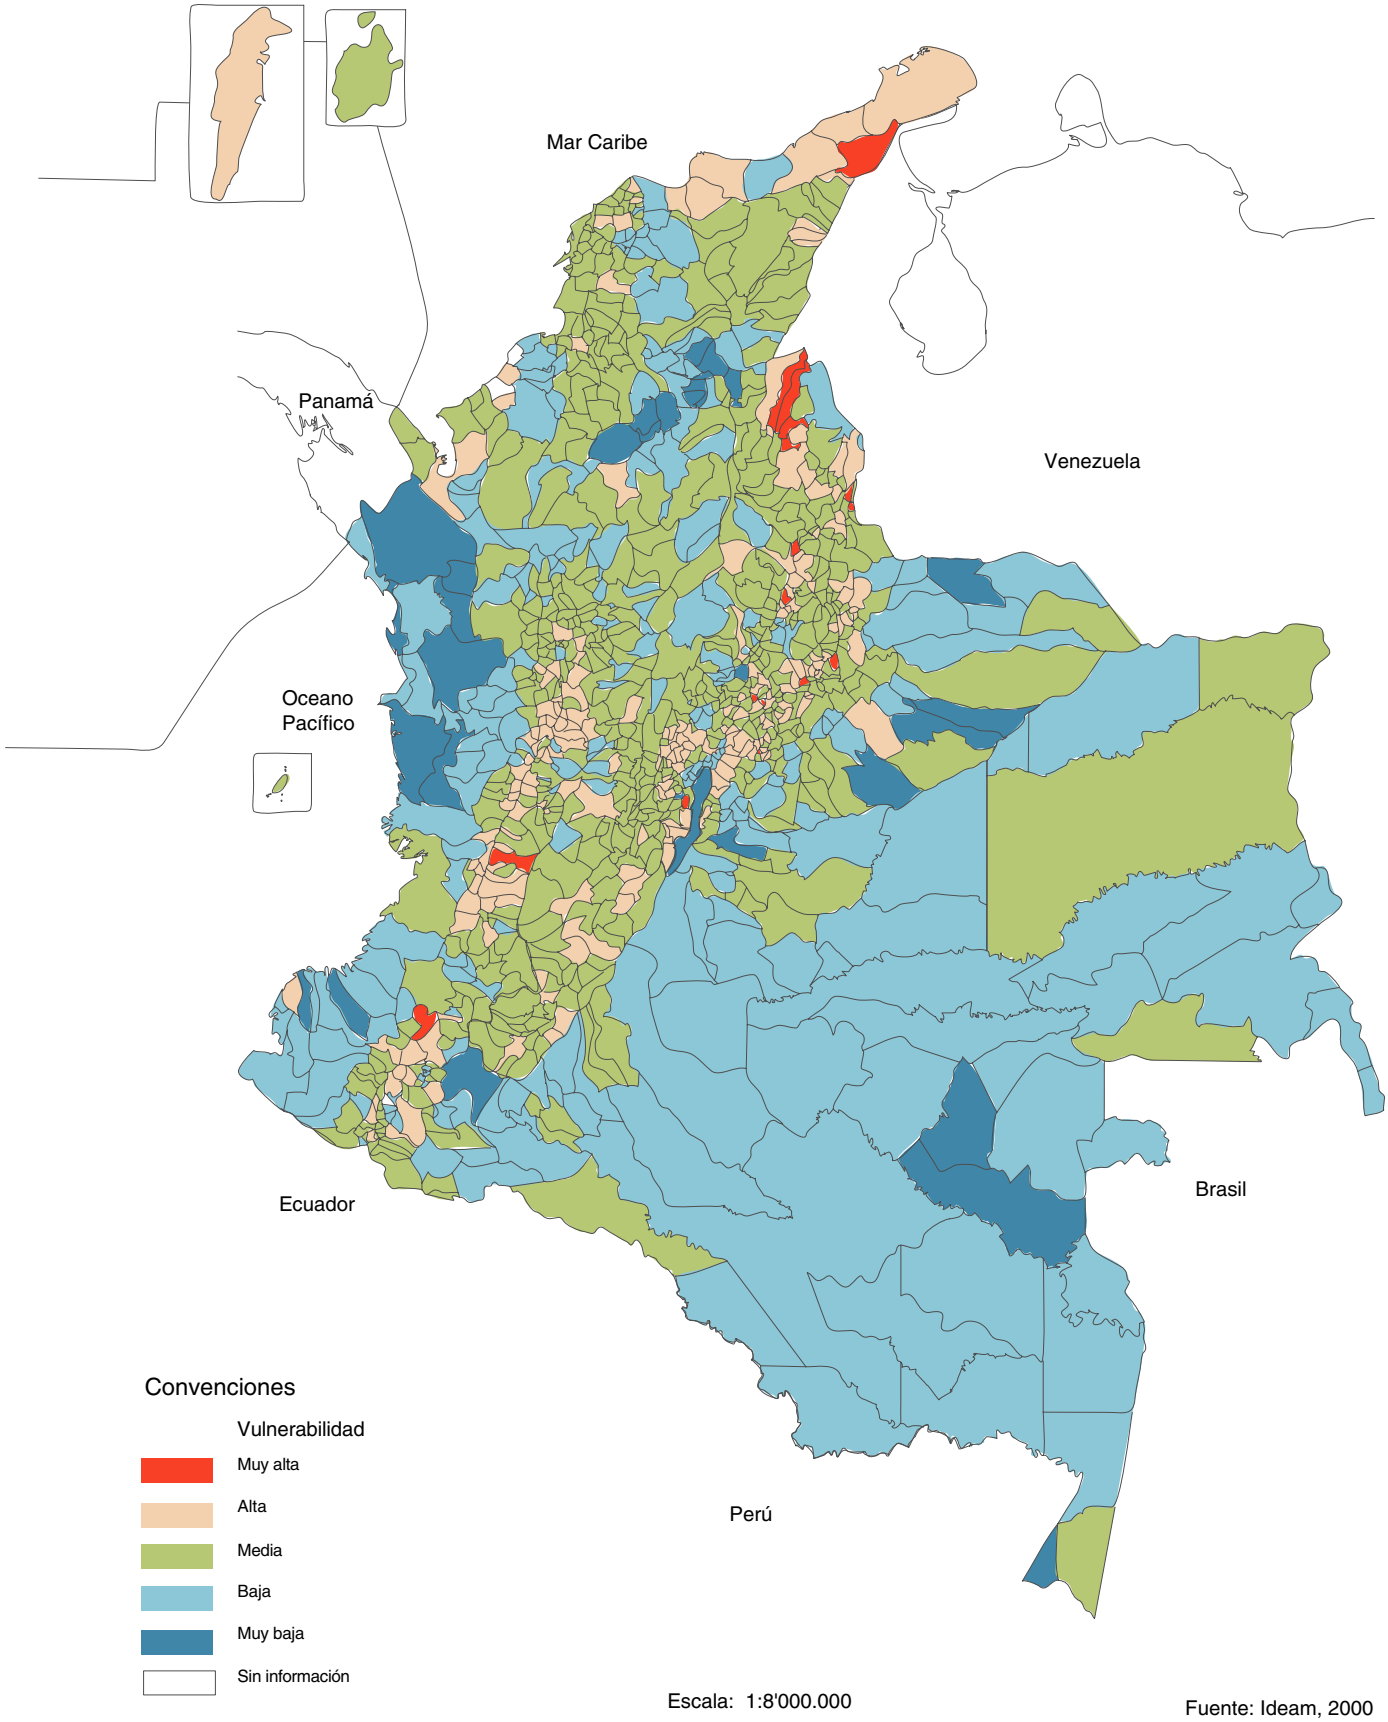 Mar Caribe
Panamá
Venezuela
Oceano
Pacífico
Ecuador
Brasil
Perú
Convenciones
Vulnerabilidad
Muy alta
Alta
Media
Baja
Muy baja
Sin información
Escala: 1:8'000.000
Fuente: Ideam, 2000